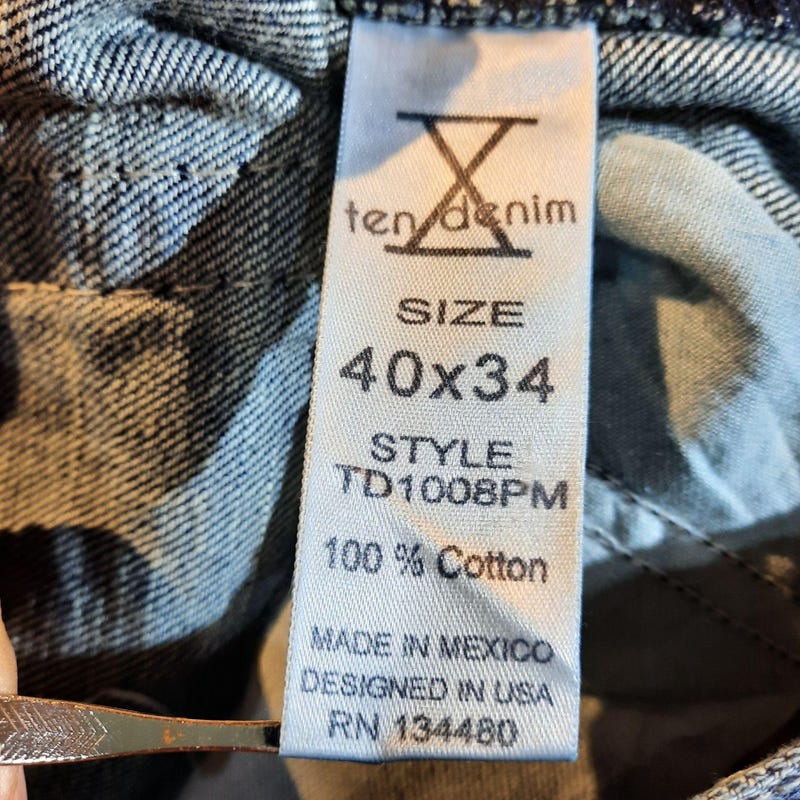 ten denim
SIZE
40x34
STYLE
TD1008PM
100 % Cotton
MADE IN MEXICO
DESIGNED IN USA
RN 134480